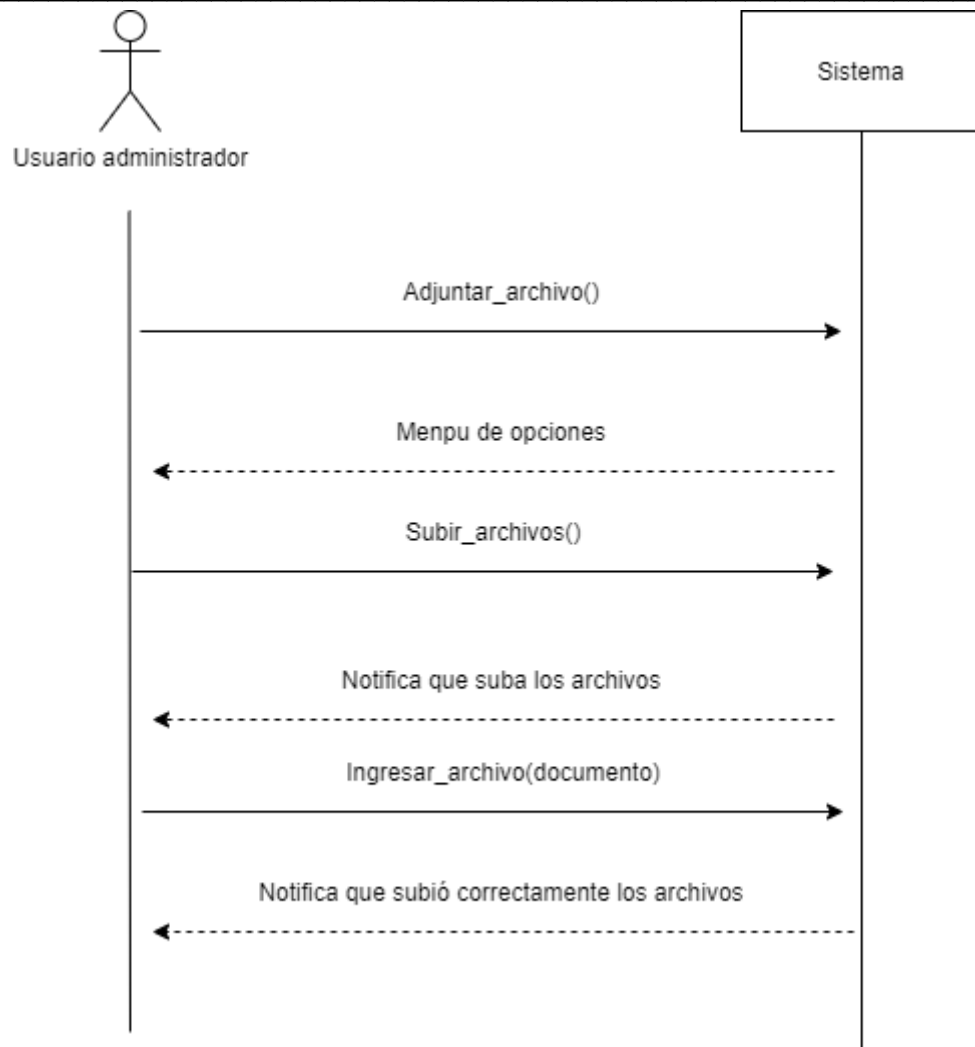 Sistema
Usuario administrador
Adjuntar_archivo()
Menpu de opciones
Subir_archivos()
Notifica que suba los archivos
Ingresar_archivo(documento)
Notifica que subió correctamente los archivos